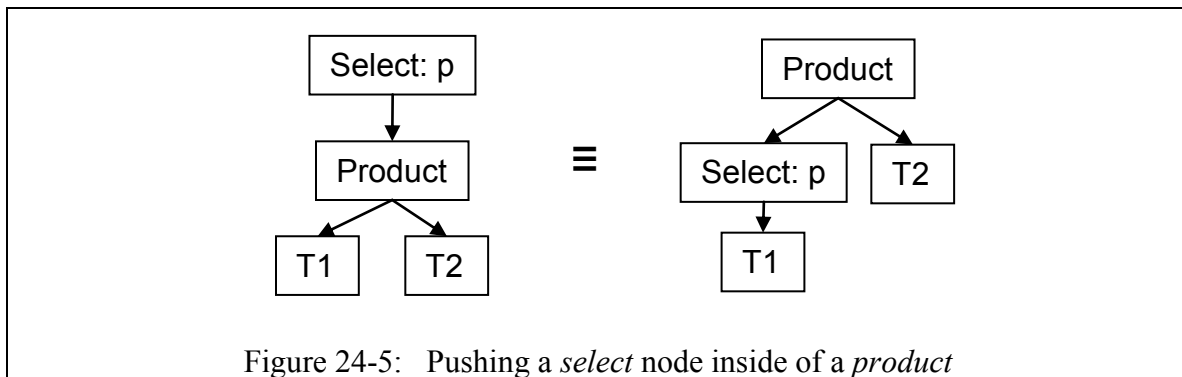 Select: p
Product
T1
T2
≡
Product
Select: p
T2
T1
Figure 24-5: Pushing a select node inside of a product